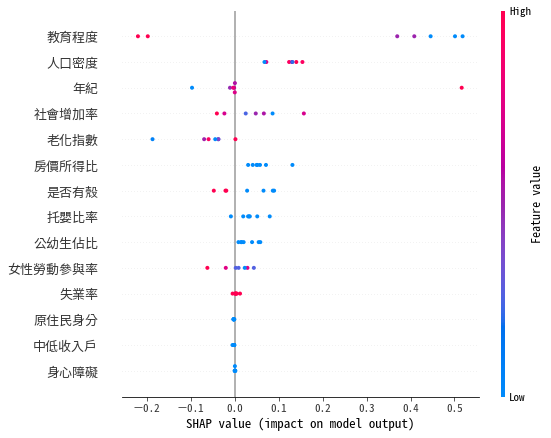 High
教育程度
人口密度
年紀
社會增加率
老化指數
房價所得比
是否有殼
托嬰比率
公幼生佔比
女性勞動參與率
失業率
原住民身分
中低收入戶
身心障礙
Feature value
Low
−0.2 −0.1 0.0 0.1 0.2 0.3 0.4 0.5
SHAP value (impact on model output)